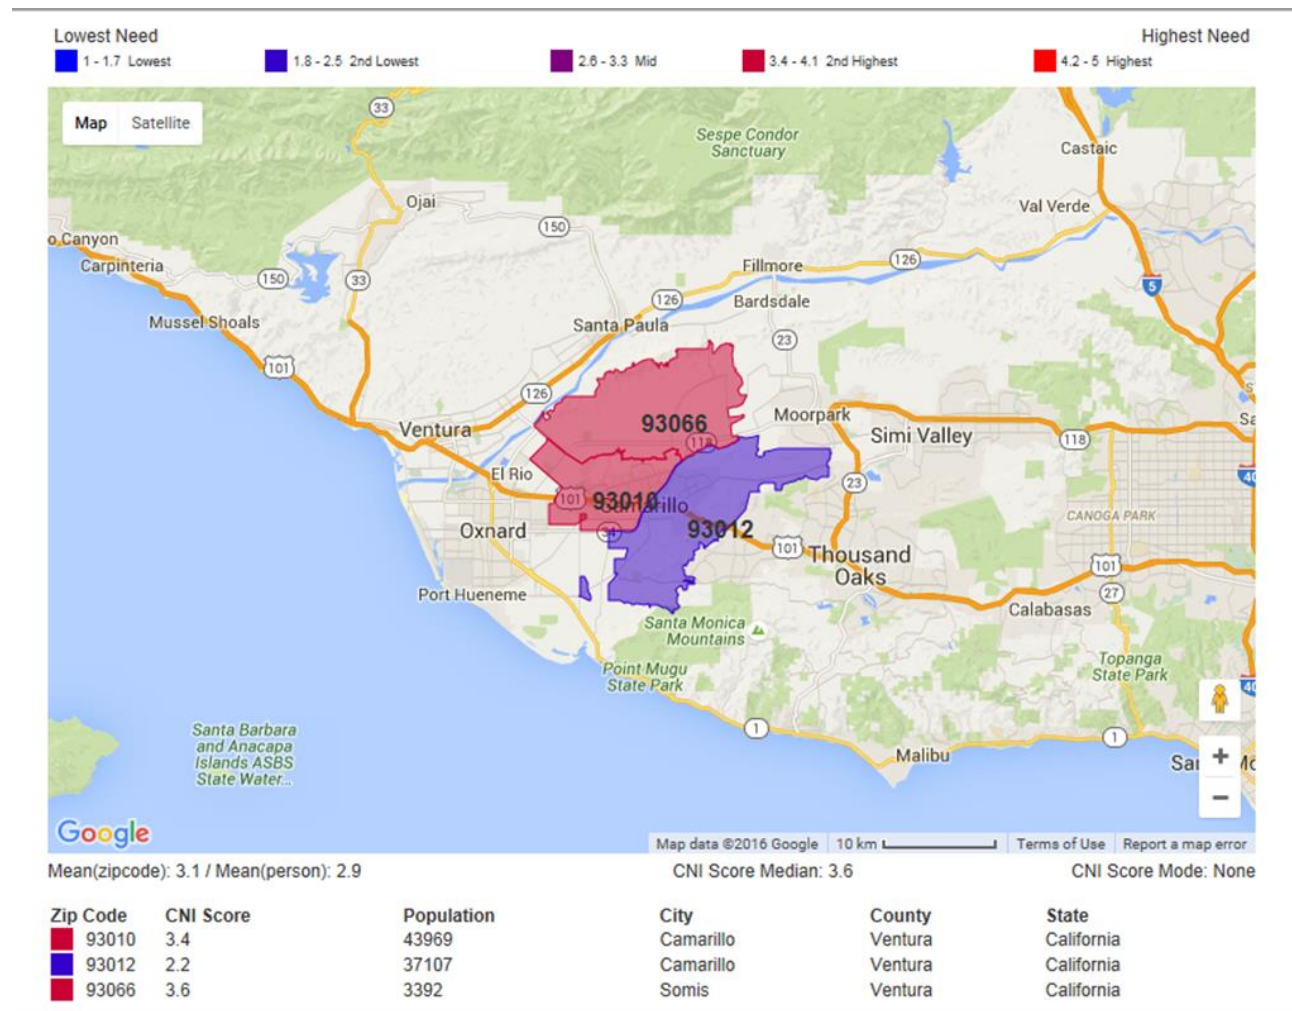 Lowest Need
Highest Need
1 - 1.7 Lowest
1.8 - 2.5 2nd Lowest
2.6 - 3.3 Mid
3.4 - 4.1 2nd Highest
4.2 - 5 Highest
Map
Satellite
33
Sespe Condor
Sanctuary
Castaic
Ojai
Val Verde
150
o Canyon
Carpinteria
150
33
Fillmore
126
5
126
Bardsdale
Mussel Shoals
Santa Paula
23
101
126
Ventura
93066
Moorpark
Simi Valley
118
118
El Rio
101
93010
Camarillo
23
40
Oxnard
34
93012
CANOGA PARK
101
Thousand
Oaks
101
Port Hueneme
27
Calabasas
Santa Monica
Mountains
Point Mugu
State Park
Topanga
State Park
40
Santa Barbara
and Anacapa
Islands ASBS
State Water...
1
1
Malibu
Sa
Mo
+
−
Google
Map data ©2016 Google
10 km
Terms of Use
Report a map error
Mean(zipcode): 3.1 / Mean(person): 2.9
CNI Score Median: 3.6
CNI Score Mode: None
Zip Code CNI Score Population City County State
93010 3.4 43969 Camarillo Ventura California
93012 2.2 37107 Camarillo Ventura California
93066 3.6 3392 Somis Ventura California